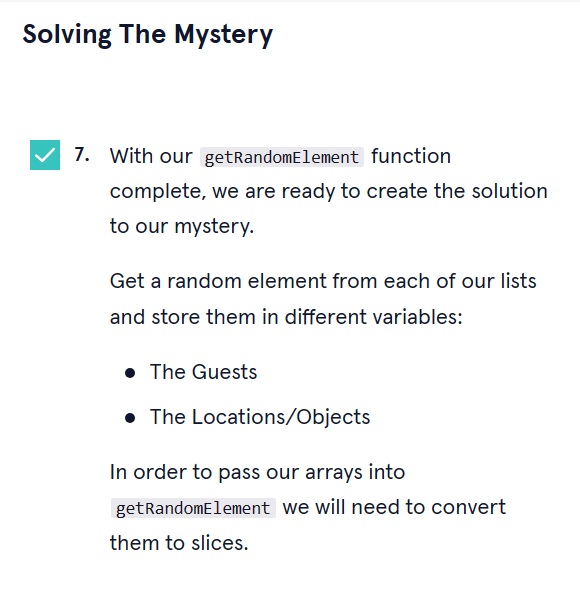 Solving The Mystery
7. With our getRandomElement function
complete, we are ready to create the solution
to our mystery.
Get a random element from each of our lists
and store them in different variables:
• The Guests
• The Locations/Objects
In order to pass our arrays into
getRandomElement we will need to convert
them to slices.